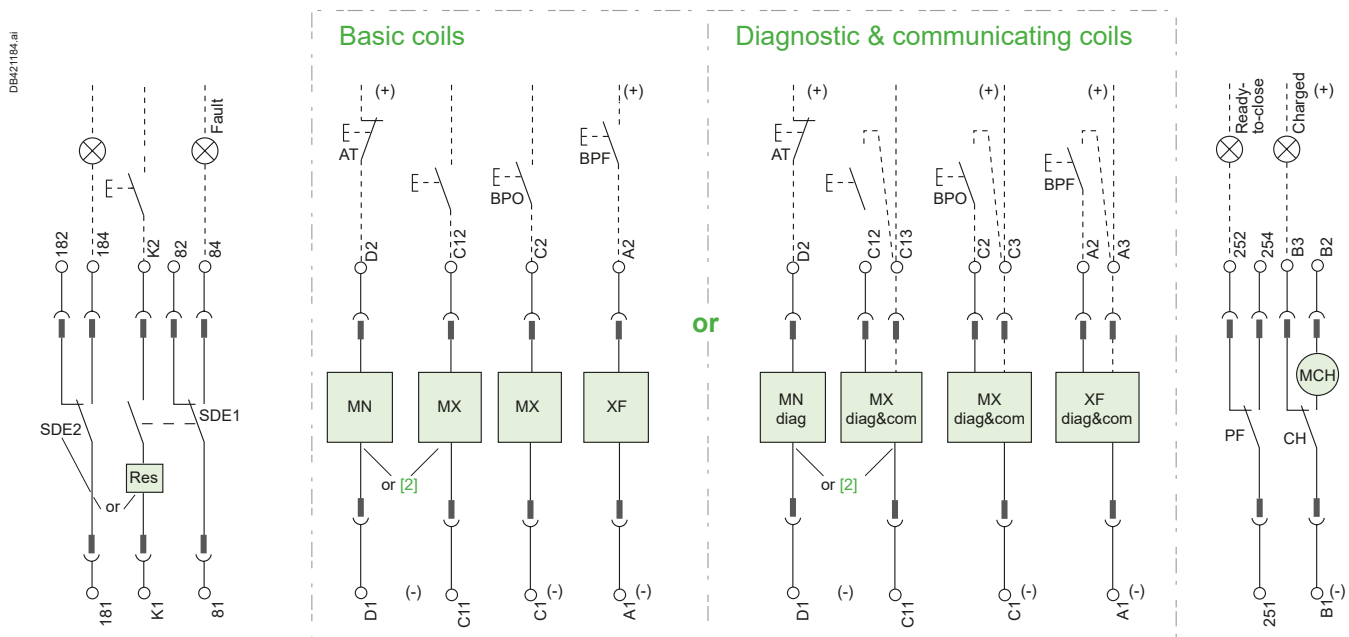 DB421184.ai
Basic coils
Diagnostic & communicating coils
Fault
(+)
(+)
(+)
(+)
(+)
Ready-
to-close
Charged
(+)
AT
BPF
BPO
AT
BPO
BPF
182
184
K2
82
84
D2
C12
C2
A2
D2
C12
C13
C2
C3
A2
A3
252
254
B3
B2
or
MN
MX
MX
XF
MN
diag
MX
diag&com
MX
diag&com
XF
diag&com
MCH
SDE2
SDE1
PF
CH
Res
or
or [2]
or [2]
181
K1
81
D1
(-)
C11
C1
(-)
A1
(-)
D1
(-)
C11
C1
(-)
A1
(-)
251
B1
(-)